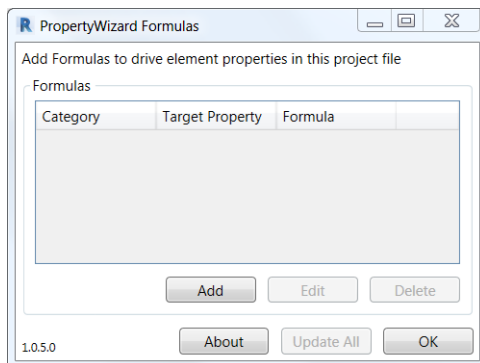 R PropertyWizard Formulas
Add Formulas to drive element properties in this project file
Formulas
Category Target Property Formula
Add Edit Delete
1.0.5.0 About Update All OK